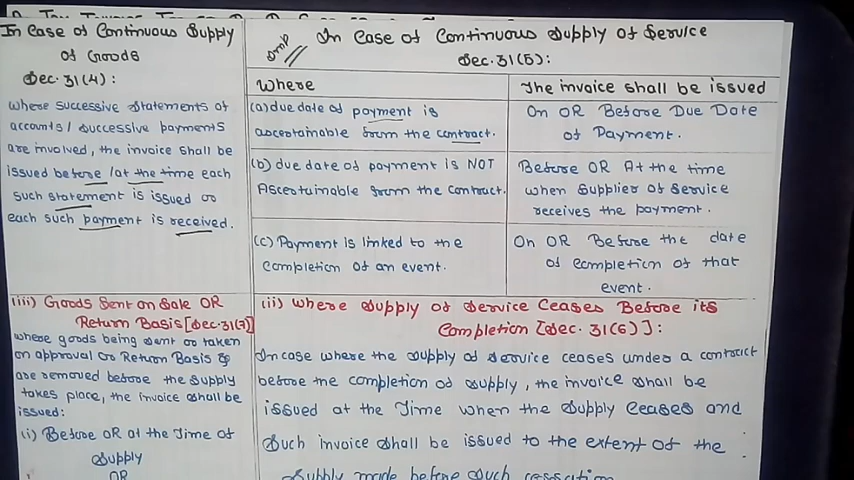 In Case of Continuous Supply
of Goods
Sec. 31(4) :
where successive Statements of
accounts / Successive payments
are involved, the invoice shall be
issued before / at the time each
such statement is issued or
each such payment is received.
Imp
In Case of Continuous Supply of Service
Sec. 31(5) :
Where
The invoice shall be issued
(a) due date of payment is
ascertainable from the contract.
On OR Before Due Date
of Payment.
(b) due date of payment is NOT
Ascertainable from the contract.
Before OR At the time
when Supplier of Service
receives the payment.
(c) Payment is linked to the
completion of an event.
On OR Before the date
of completion of that
event.
(iii) Goods Sent on Sale OR
Return Basis [Sec. 31(7)]
where goods being sent or taken
on approval or Return Basis &
are removed before the Supply
takes place, the invoice shall be
issued:
(i) Before OR at the Time of
Supply
OR
(ii) Where Supply of Service Ceases Before its
Completion [Sec. 31(6)] :
In case where the supply of service ceases under a contract
before the completion of supply, the invoice shall be
issued at the Time when the Supply Ceases and
Such invoice shall be issued to the extent of the
Supply made before Such cessation